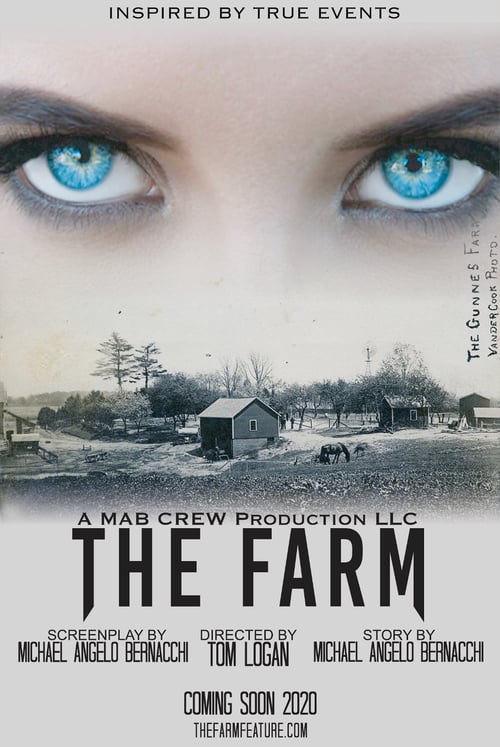 INSPIRED BY TRUE EVENTS
THE GUNNES FARM
VANDERCOOK PHOTO.
A MAB CREW PRODUCTION LLC
THE FARM
SCREENPLAY BY
MICHAEL ANGELO BERNACCHI
DIRECTED BY
TOM LOGAN
STORY BY
MICHAEL ANGELO BERNACCHI
COMING SOON 2020
THEFARMFEATURE.COM